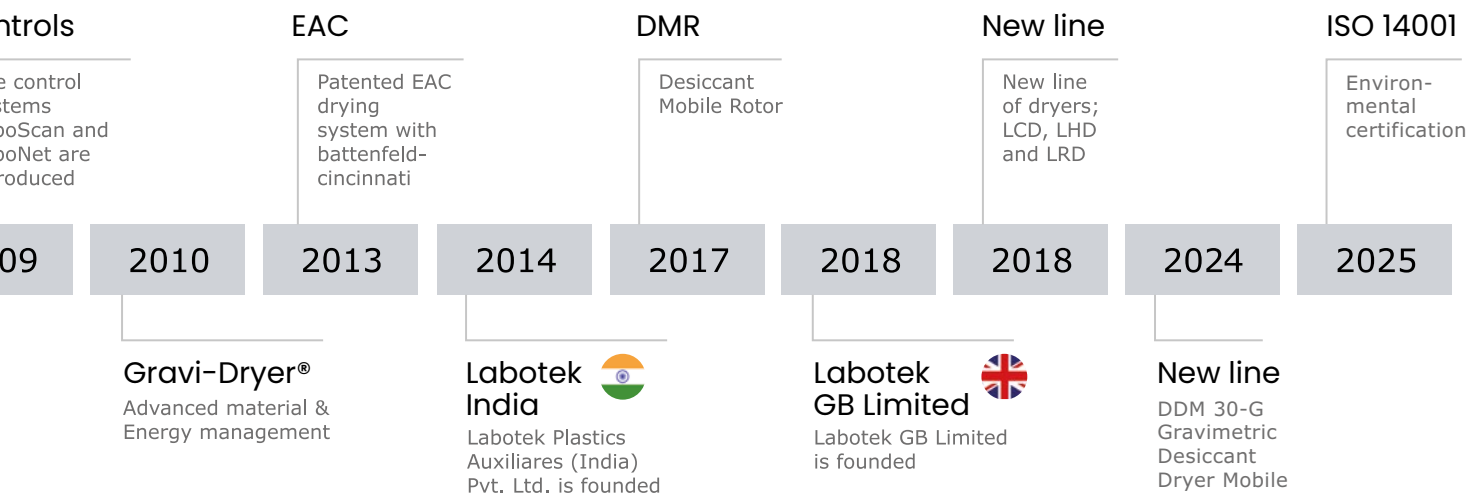 ntrols
EAC
DMR
New line
ISO 14001
control
Patented EAC
drying
system with
battenfeld-
cincinnati
Desiccant
Mobile Rotor
New line
of dryers;
LCD, LHD
and LRD
Environ-
mental
certification
stems
boScan and
boNet are
roduced
09
2010
2013
2014
2017
2018
2018
2024
2025
Gravi-Dryer®
Advanced material &
Energy management
Labotek
India
Labotek Plastics
Auxiliares (India)
Pvt. Ltd. is founded
Labotek
GB Limited
Labotek GB Limited
is founded
New line
DDM 30-G
Gravimetric
Desiccant
Dryer Mobile